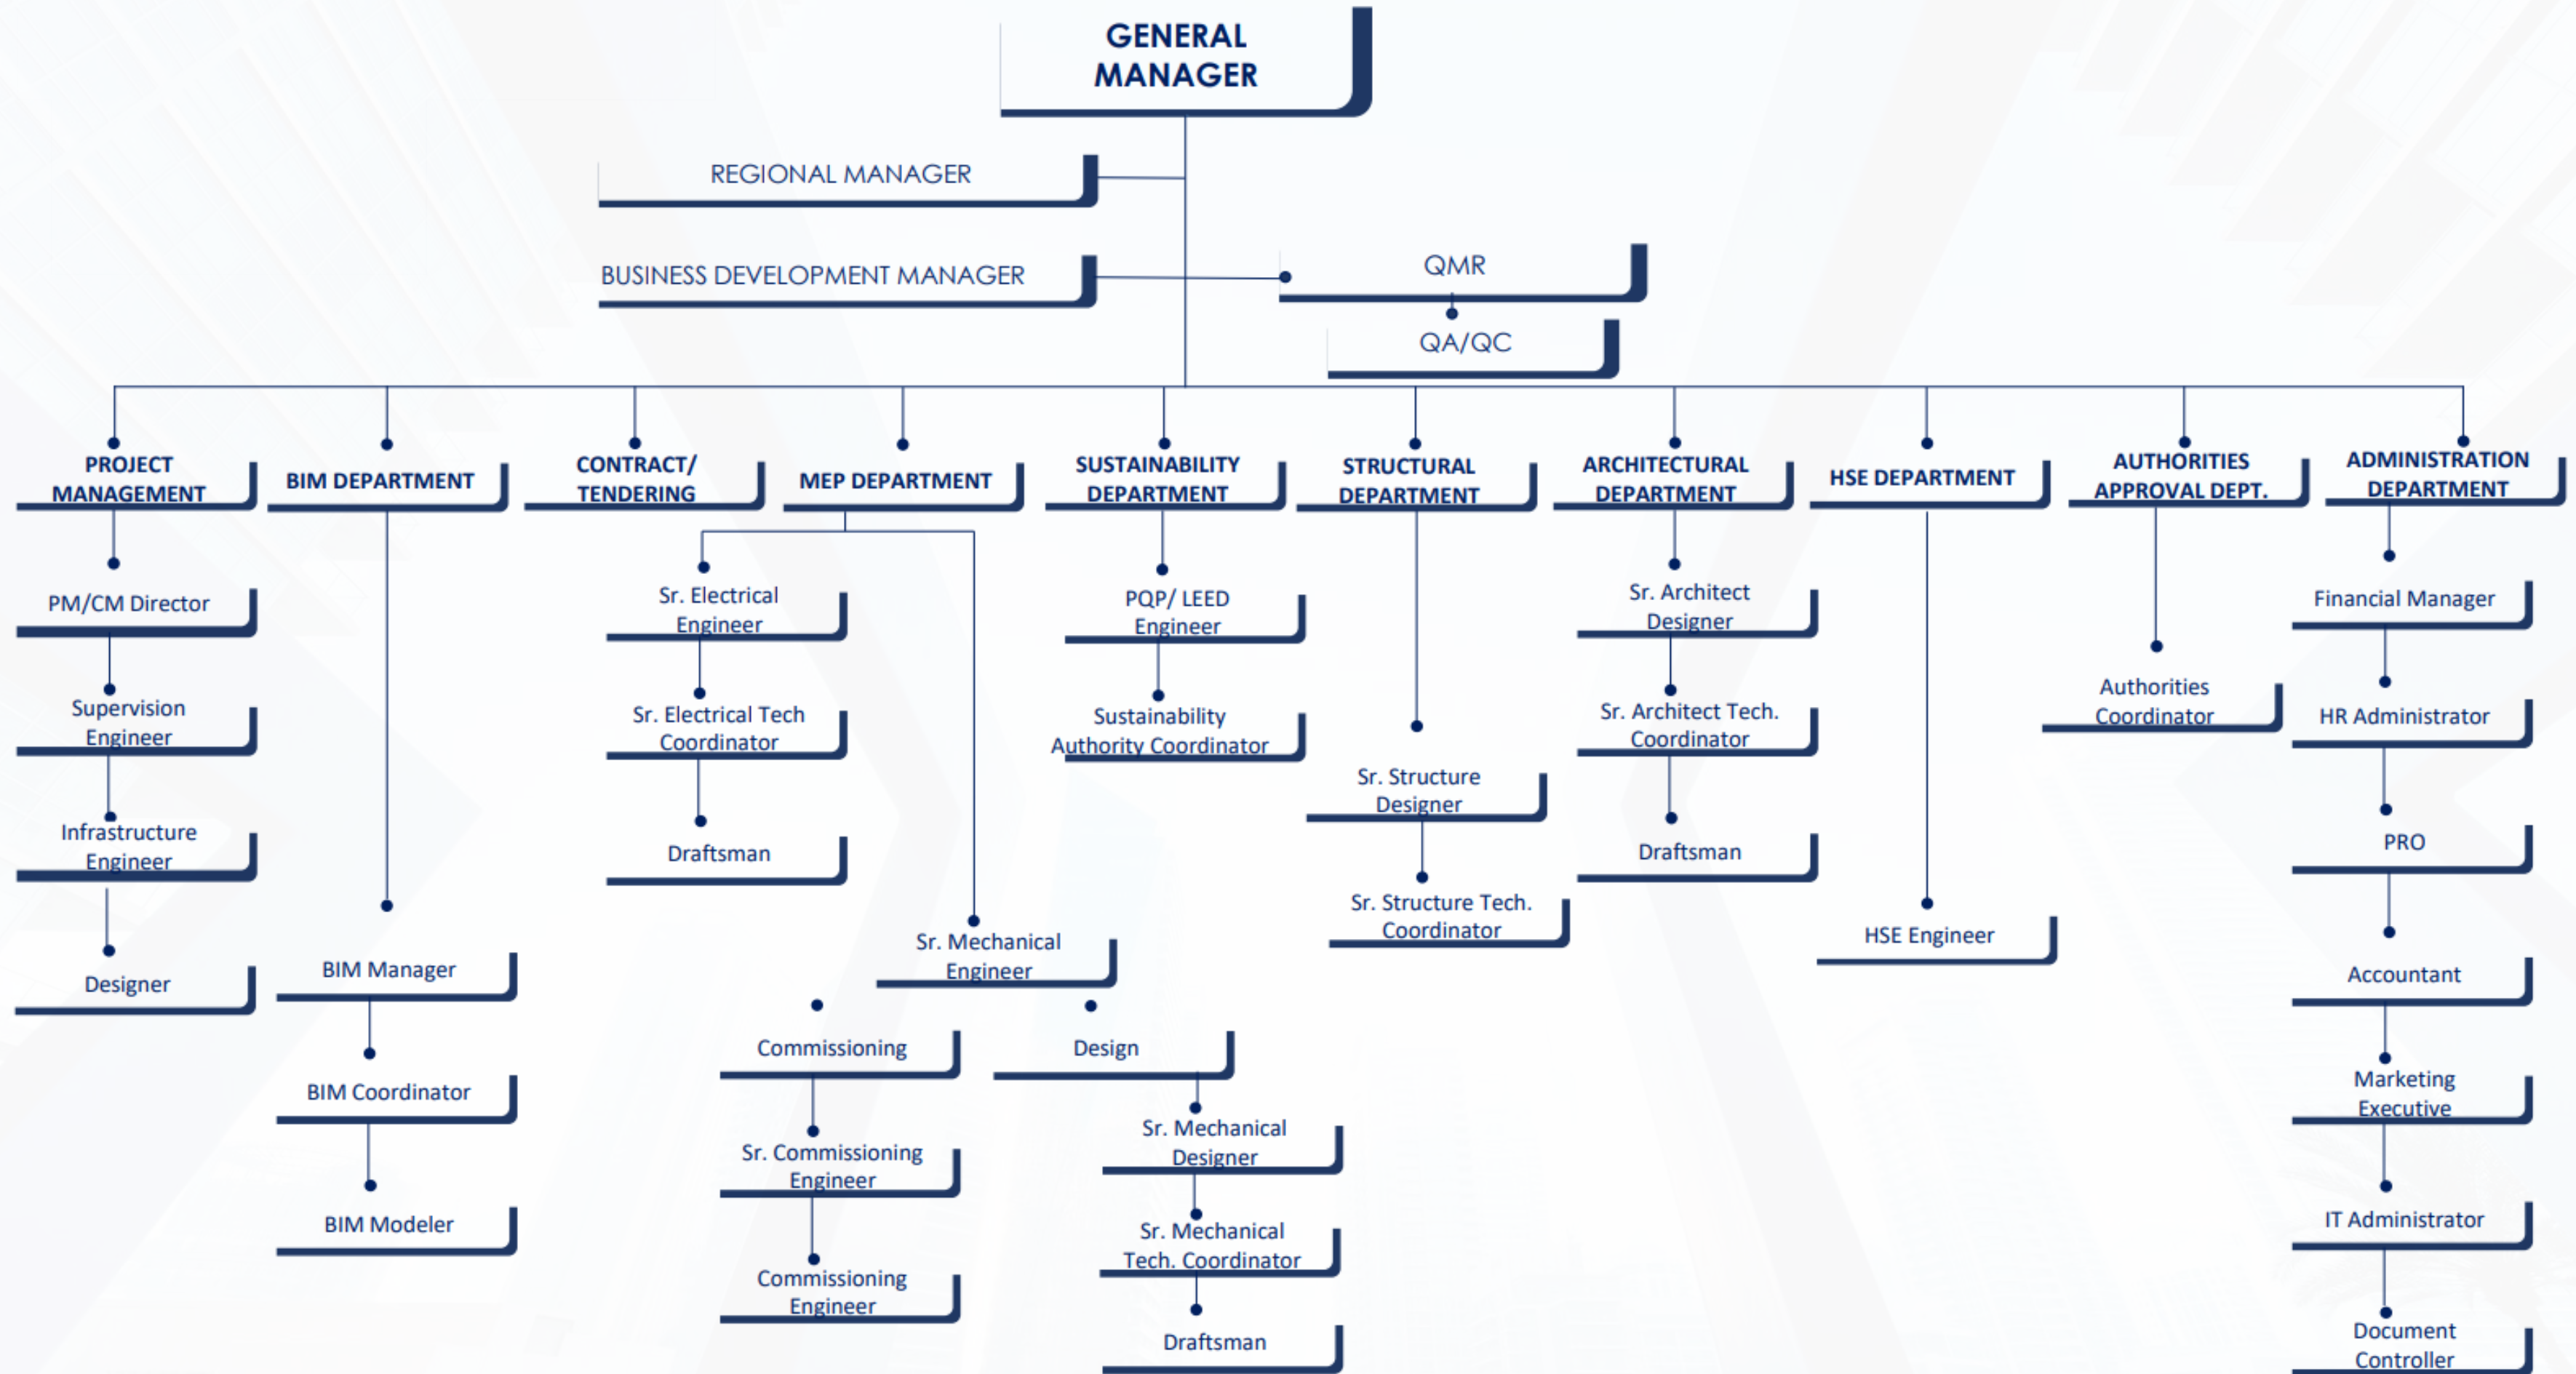 GENERAL
MANAGER
REGIONAL MANAGER
BUSINESS DEVELOPMENT MANAGER
QMR
QA/QC
PROJECT
MANAGEMENT
BIM DEPARTMENT
CONTRACT/
TENDERING
MEP DEPARTMENT
SUSTAINABILITY
DEPARTMENT
STRUCTURAL
DEPARTMENT
ARCHITECTURAL
DEPARTMENT
HSE DEPARTMENT
AUTHORITIES
APPROVAL DEPT.
ADMINISTRATION
DEPARTMENT
PM/CM Director
Supervision
Engineer
Infrastructure
Engineer
Designer
BIM Manager
BIM Coordinator
BIM Modeler
Sr. Electrical
Engineer
Sr. Electrical Tech
Coordinator
Draftsman
Sr. Mechanical
Engineer
Commissioning
Sr. Commissioning
Engineer
Commissioning
Engineer
Design
Sr. Mechanical
Designer
Sr. Mechanical
Tech. Coordinator
Draftsman
PQP/ LEED
Engineer
Sustainability
Authority Coordinator
Sr. Structure
Designer
Sr. Structure Tech.
Coordinator
Sr. Architect
Designer
Sr. Architect Tech.
Coordinator
Draftsman
HSE Engineer
Authorities
Coordinator
Financial Manager
HR Administrator
PRO
Accountant
Marketing
Executive
IT Administrator
Document
Controller